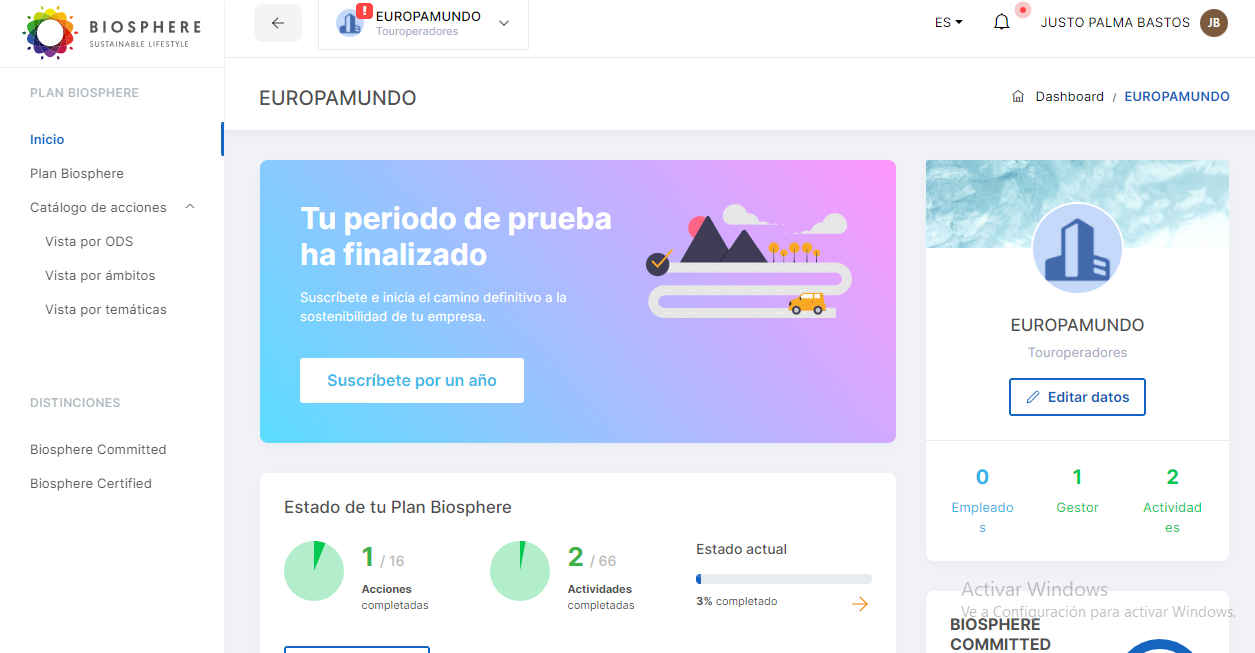 BIOSPHERE
SUSTAINABLE LIFESTYLE
!
EUROPAMUNDO
Touroperadores
ES
JUSTO PALMA BASTOS
JB
PLAN BIOSPHERE
Inicio
Plan Biosphere
Catálogo de acciones
Vista por ODS
Vista por ámbitos
Vista por temáticas
DISTINCIONES
Biosphere Committed
Biosphere Certified
EUROPAMUNDO
Dashboard / EUROPAMUNDO
Tu periodo de prueba
ha finalizado
Suscríbete e inicia el camino definitivo a la
sostenibilidad de tu empresa.
Suscríbete por un año
Estado de tu Plan Biosphere
1 / 16
Acciones
completadas
2 / 66
Actividades
completadas
Estado actual
3% completado
EUROPAMUNDO
Touroperadores
Editar datos
0
Empleado
s
1
Gestor
2
Actividad
es
Activar Windows
Ve a Configuración para activar Windows.
BIOSPHERE
COMMITTED